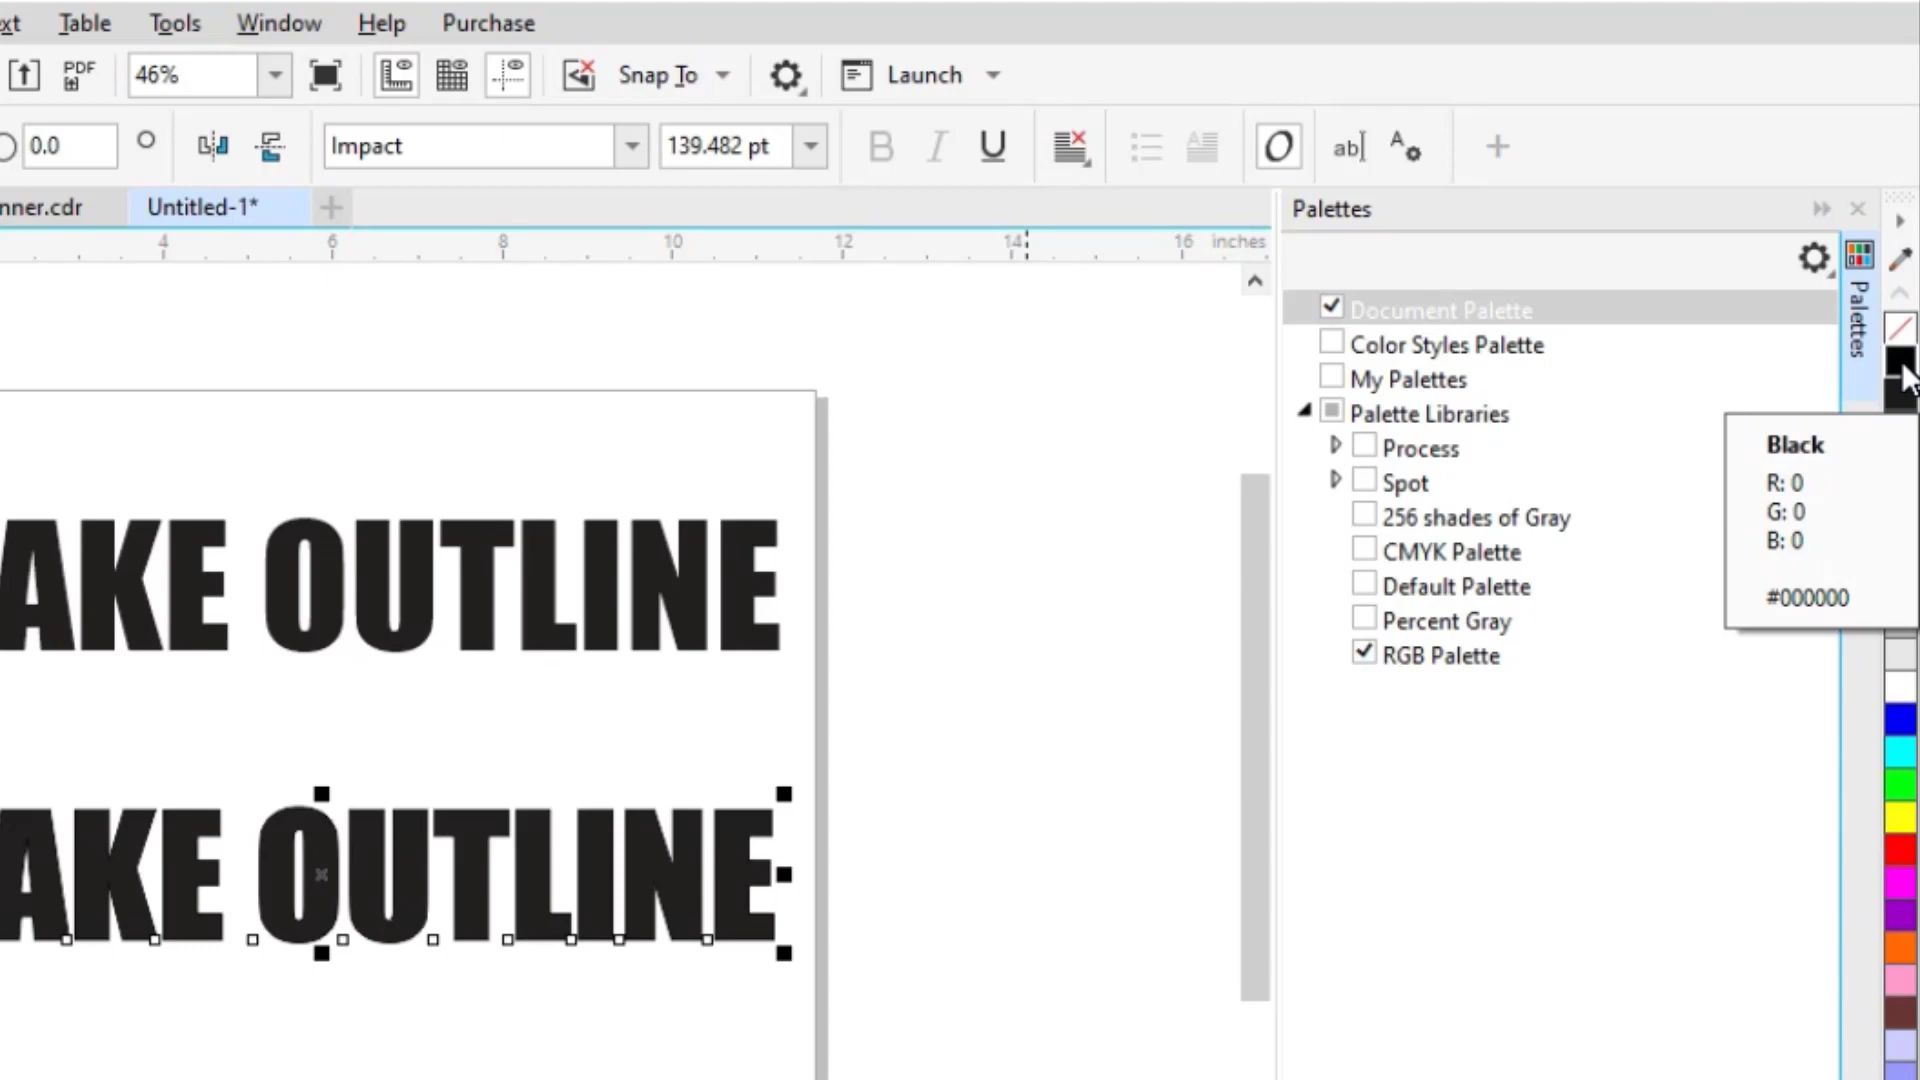 ext Table Tools Window Help Purchase
PDF 46% Snap To Launch
0.0 Impact 139.482 pt B I U O ab|
nner.cdr Untitled-1*
4 6 8 10 12 14 16 inches
Palettes
Palettes
Document Palette
Color Styles Palette
My Palettes
Palette Libraries
Process
Spot
256 shades of Gray
CMYK Palette
Default Palette
Percent Gray
RGB Palette
Black
R: 0
G: 0
B: 0
#000000
AKE OUTLINE
AKE OUTLINE